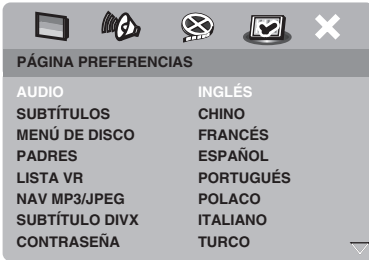 PÁGINA PREFERENCIAS
AUDIO INGLÉS
SUBTÍTULOS CHINO
MENÚ DE DISCO FRANCÉS
PADRES ESPAÑOL
LISTA VR PORTUGUÉS
NAV MP3/JPEG POLACO
SUBTÍTULO DIVX ITALIANO
CONTRASEÑA TURCO